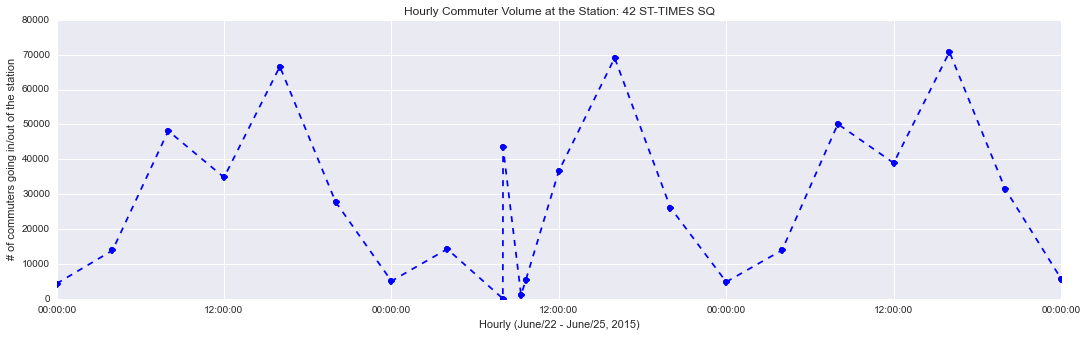 Hourly Commuter Volume at the Station: 42 ST-TIMES SQ
# of commuters going in/out of the station
80000
70000
60000
50000
40000
30000
20000
10000
0
00:00:00 12:00:00 00:00:00 12:00:00 00:00:00 12:00:00 00:00:00
Hourly (June/22 - June/25, 2015)